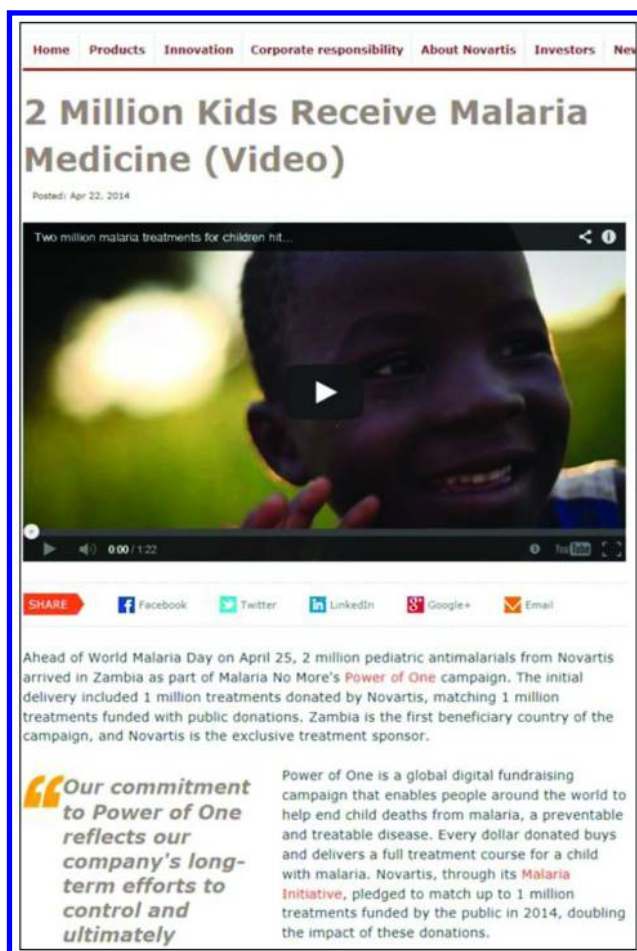 Home Products Innovation Corporate responsibility About Novartis Investors
2 Million Kids Receive Malaria
Medicine (Video)
Posted: Apr 22, 2014
Two million malaria treatments for children hit...
0:00 / 1:22
YouTube
SHARE Facebook Twitter LinkedIn Google+ Email
Ahead of World Malaria Day on April 25, 2 million pediatric antimalarials from Novartis
arrived in Zambia as part of Malaria No More's Power of One campaign. The initial
delivery included 1 million treatments donated by Novartis, matching 1 million
treatments funded with public donations. Zambia is the first beneficiary country of the
campaign, and Novartis is the exclusive treatment sponsor.
“Our commitment
to Power of One
reflects our
company's long-
term efforts to
control and
ultimately
Power of One is a global digital fundraising
campaign that enables people around the world to
help end child deaths from malaria, a preventable
and treatable disease. Every dollar donated buys
and delivers a full treatment course for a child
with malaria. Novartis, through its Malaria
Initiative, pledged to match up to 1 million
treatments funded by the public in 2014, doubling
the impact of these donations.